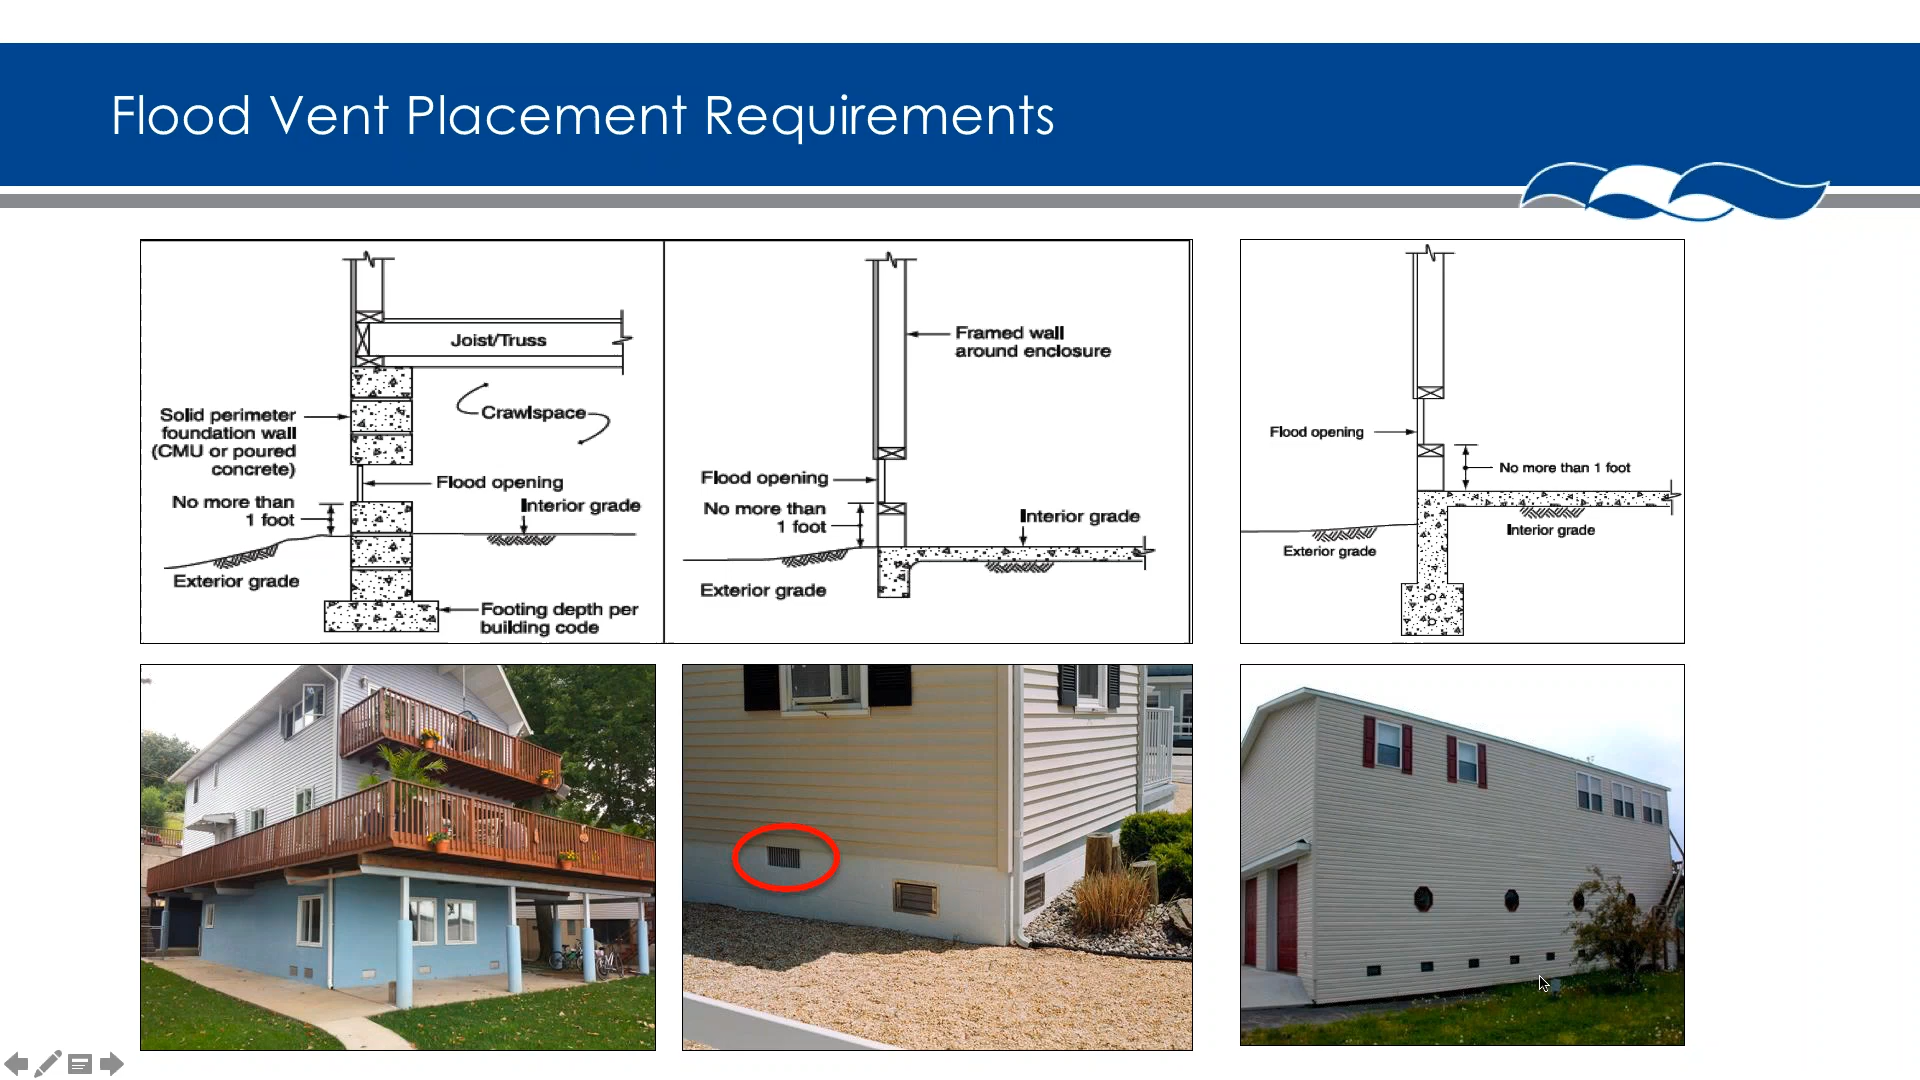 Flood Vent Placement Requirements
Joist/Truss
Crawlspace
Solid perimeter
foundation wall
(CMU or poured
concrete)
Flood opening
No more than
1 foot
Interior grade
Exterior grade
Footing depth per
building code
Framed wall
around enclosure
Flood opening
No more than
1 foot
Interior grade
Exterior grade
Flood opening
No more than 1 foot
Interior grade
Exterior grade